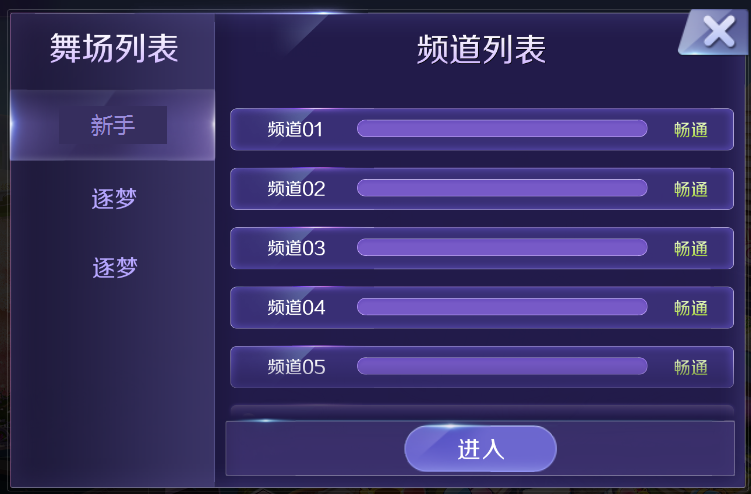 舞场列表
新手
逐梦
逐梦
频道列表
频道01 畅通
频道02 畅通
频道03 畅通
频道04 畅通
频道05 畅通
进入